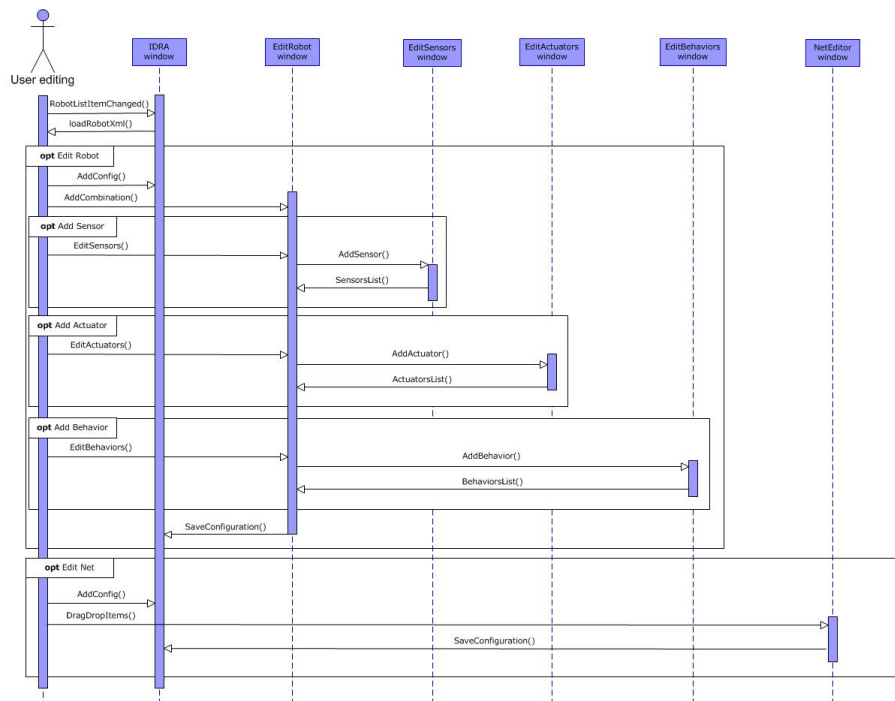 IDRA
window
EditRobot
window
EditSensors
window
EditActuators
window
EditBehaviors
window
NetEditor
window
User editing
RobotListItemChanged()
loadRobotXml()
opt Edit Robot
AddConfig()
AddCombination()
opt Add Sensor
EditSensors()
AddSensor()
SensorsList()
opt Add Actuator
EditActuators()
AddActuator()
ActuatorsList()
opt Add Behavior
EditBehaviors()
AddBehavior()
BehaviorsList()
SaveConfiguration()
opt Edit Net
AddConfig()
DragDropItems()
SaveConfiguration()